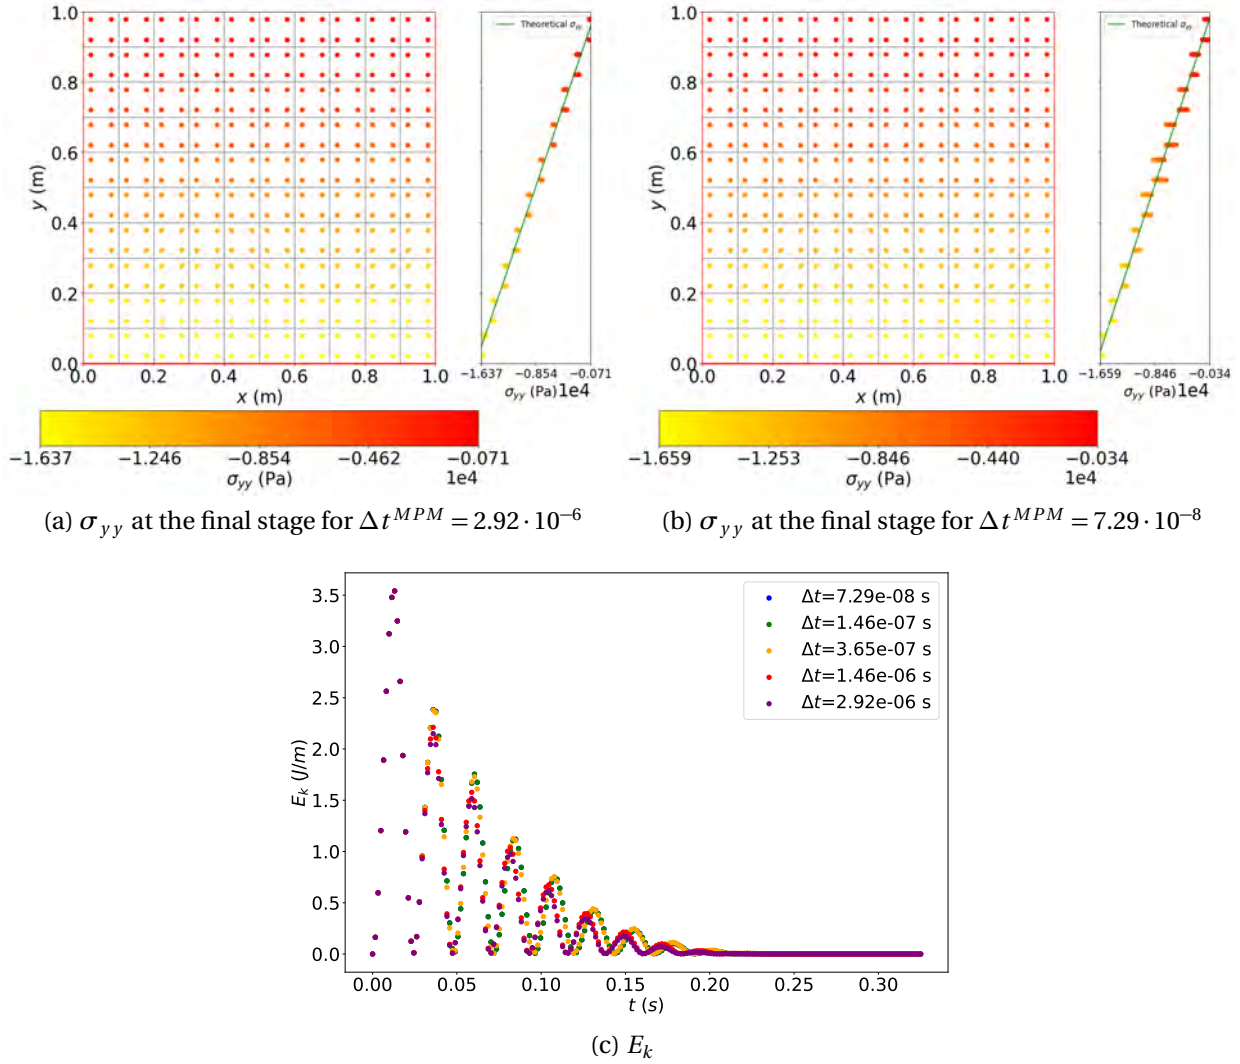 1.0
0.8
0.6
0.4
0.2
0.0
y (m)
0.0 0.2 0.4 0.6 0.8 1.0
x (m)
Theoretical
−1.637 −0.854 −0.071
σyy (Pa) 1e4
−1.637 −1.246 −0.854 −0.462 −0.071
σyy (Pa) 1e4
(a) σyy at the final stage for Δt^MPM = 2.92 · 10^−6
1.0
0.8
0.6
0.4
0.2
0.0
y (m)
0.0 0.2 0.4 0.6 0.8 1.0
x (m)
Theoretical
−1.659 −0.846 −0.034
σyy (Pa) 1e4
−1.659 −1.253 −0.846 −0.440 −0.034
σyy (Pa) 1e4
(b) σyy at the final stage for Δt^MPM = 7.29 · 10^−8
3.5
3.0
2.5
2.0
1.5
1.0
0.5
0.0
Ek (J/m)
Δt=7.29e-08 s
Δt=1.46e-07 s
Δt=3.65e-07 s
Δt=1.46e-06 s
Δt=2.92e-06 s
0.00 0.05 0.10 0.15 0.20 0.25 0.30
t (s)
(c) Ek